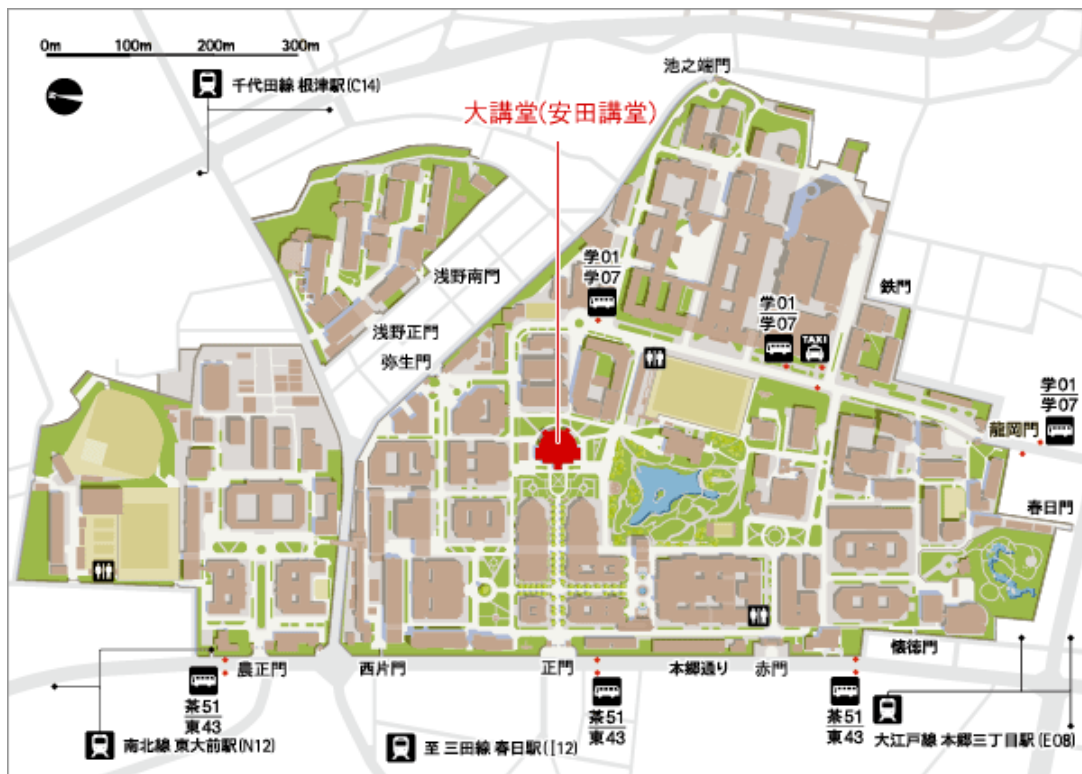 0m 100m 200m 300m
千代田線 根津駅(C14)
池之端門
大講堂(安田講堂)
浅野南門
浅野正門
弥生門
学01
学07
鉄門
学01
学07
TAXI
学01
学07
龍岡門
春日門
農正門
西片門
正門
本郷通り
赤門
懐徳門
茶51
東43
茶51
東43
茶51
東43
南北線 東大前駅(N12)
至 三田線 春日駅(I12)
大江戸線 本郷三丁目駅(E08)